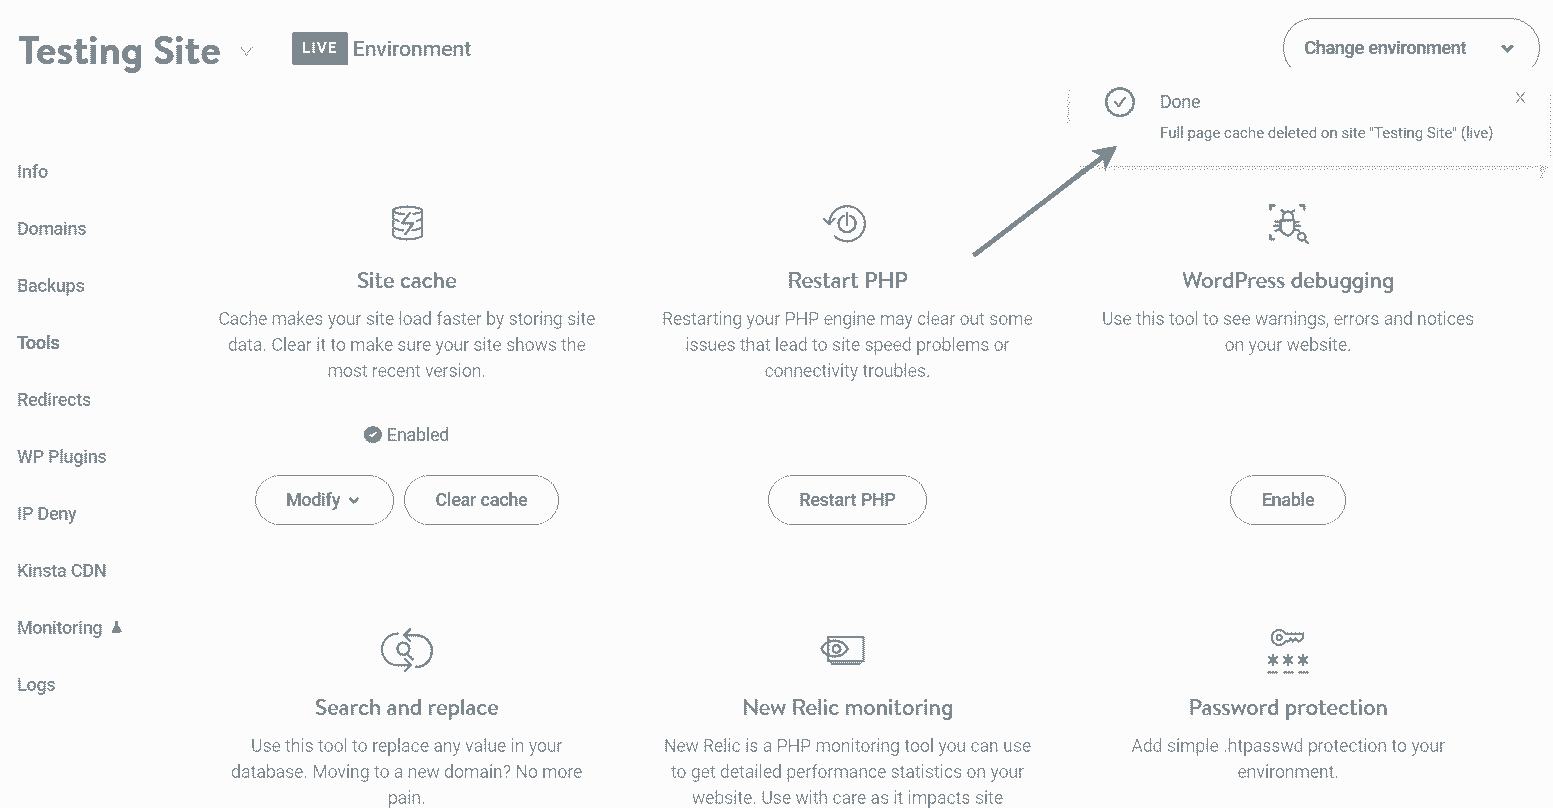 Testing Site
LIVE Environment
Change environment
Done
X
Full page cache deleted on site "Testing Site" (live)
Info
Domains
Backups
Tools
Redirects
WP Plugins
IP Deny
Kinsta CDN
Monitoring
Logs
Site cache
Cache makes your site load faster by storing site
data. Clear it to make sure your site shows the
most recent version.
Enabled
Modify
Clear cache
Restart PHP
Restarting your PHP engine may clear out some
issues that lead to site speed problems or
connectivity troubles.
Restart PHP
WordPress debugging
Use this tool to see warnings, errors and notices
on your website.
Enable
Search and replace
Use this tool to replace any value in your
database. Moving to a new domain? No more
pain.
New Relic monitoring
New Relic is a PHP monitoring tool you can use
to get detailed performance statistics on your
website. Use with care as it impacts site
Password protection
Add simple .htpasswd protection to your
environment.